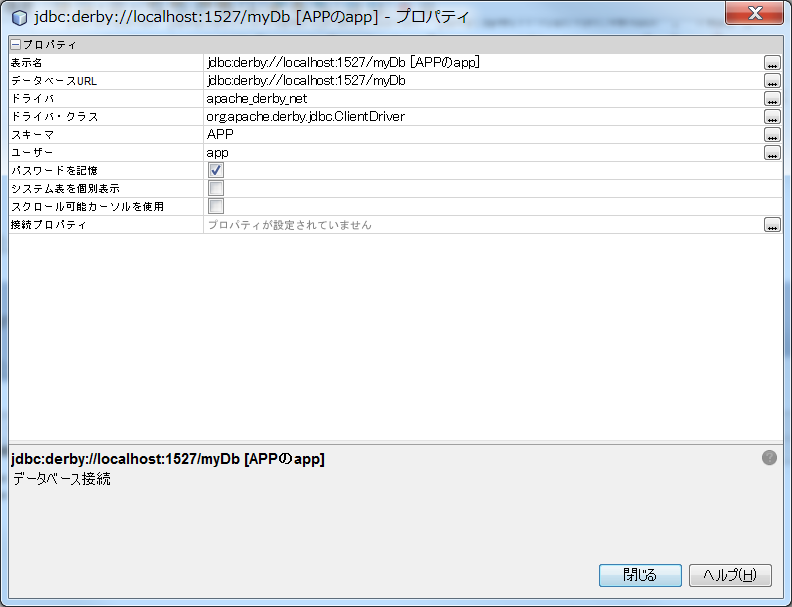 jdbc:derby://localhost:1527/myDb [APPのapp] - プロパティ
プロパティ
表示名 jdbc:derby://localhost:1527/myDb [APPのapp] ...
データベースURL jdbc:derby://localhost:1527/myDb ...
ドライバ apache_derby_net ...
ドライバ・クラス org.apache.derby.jdbc.ClientDriver ...
スキーマ APP ...
ユーザー app ...
パスワードを記憶
システム表を個別表示
スクロール可能カーソルを使用
接続プロパティ プロパティが設定されていません ...
jdbc:derby://localhost:1527/myDb [APPのapp]
データベース接続
閉じる ヘルプ(H)